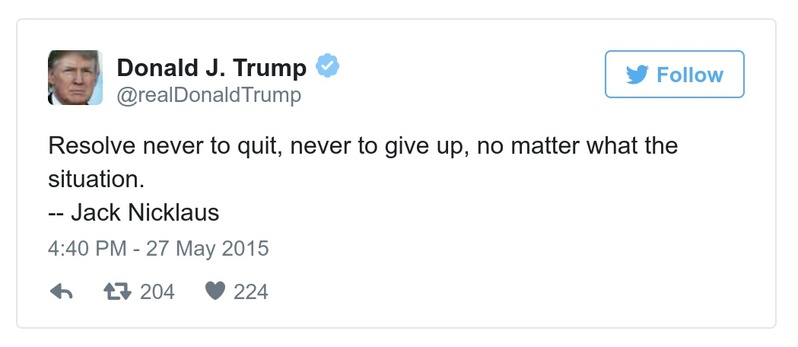 Donald J. Trump
@realDonaldTrump
Follow
Resolve never to quit, never to give up, no matter what the
situation.
-- Jack Nicklaus
4:40 PM - 27 May 2015
204 224